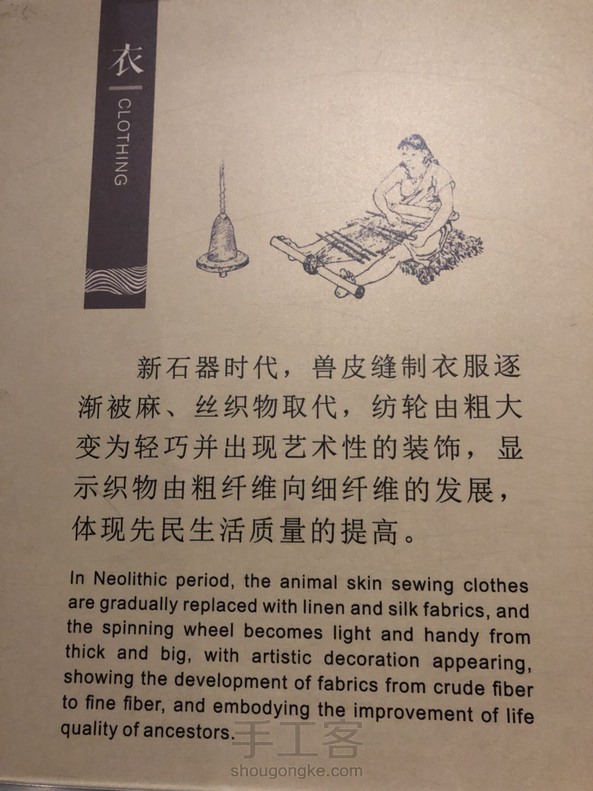 衣
CLOTHING
新石器时代，兽皮缝制衣服逐
渐被麻、丝织物取代，纺轮由粗大
变为轻巧并出现艺术性的装饰，显
示织物由粗纤维向细纤维的发展，
体现先民生活质量的提高。
In Neolithic period, the animal skin sewing clothes
are gradually replaced with linen and silk fabrics, and
the spinning wheel becomes light and handy from
thick and big, with artistic decoration appearing,
showing the development of fabrics from crude fiber
to fine fiber, and embodying the improvement of life
quality of ancestors.
手工客
shougongke.com